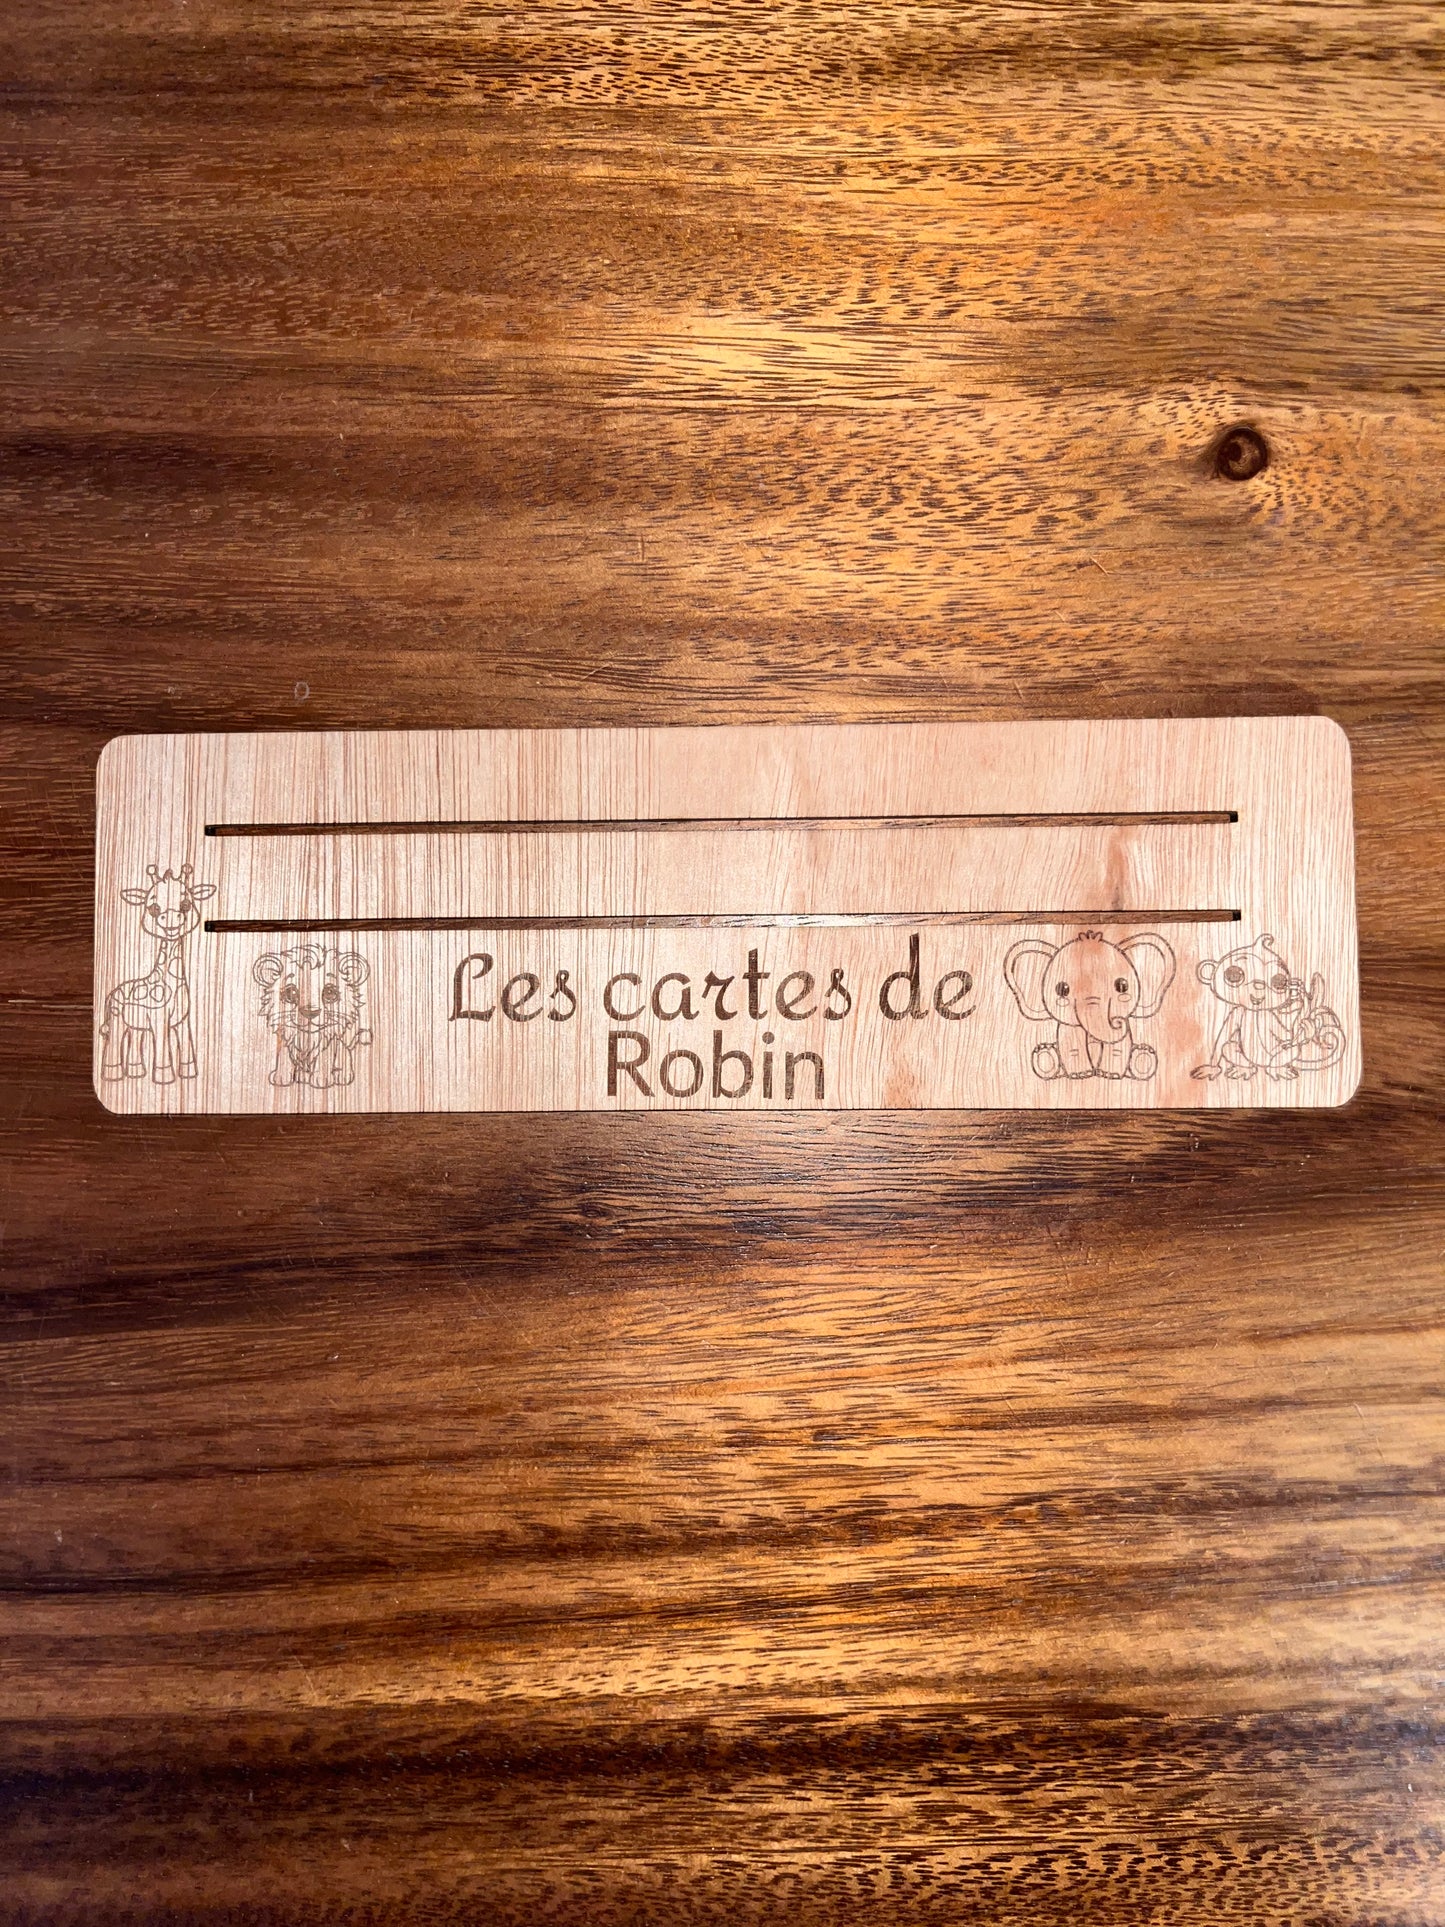 Les cartes de
Robin